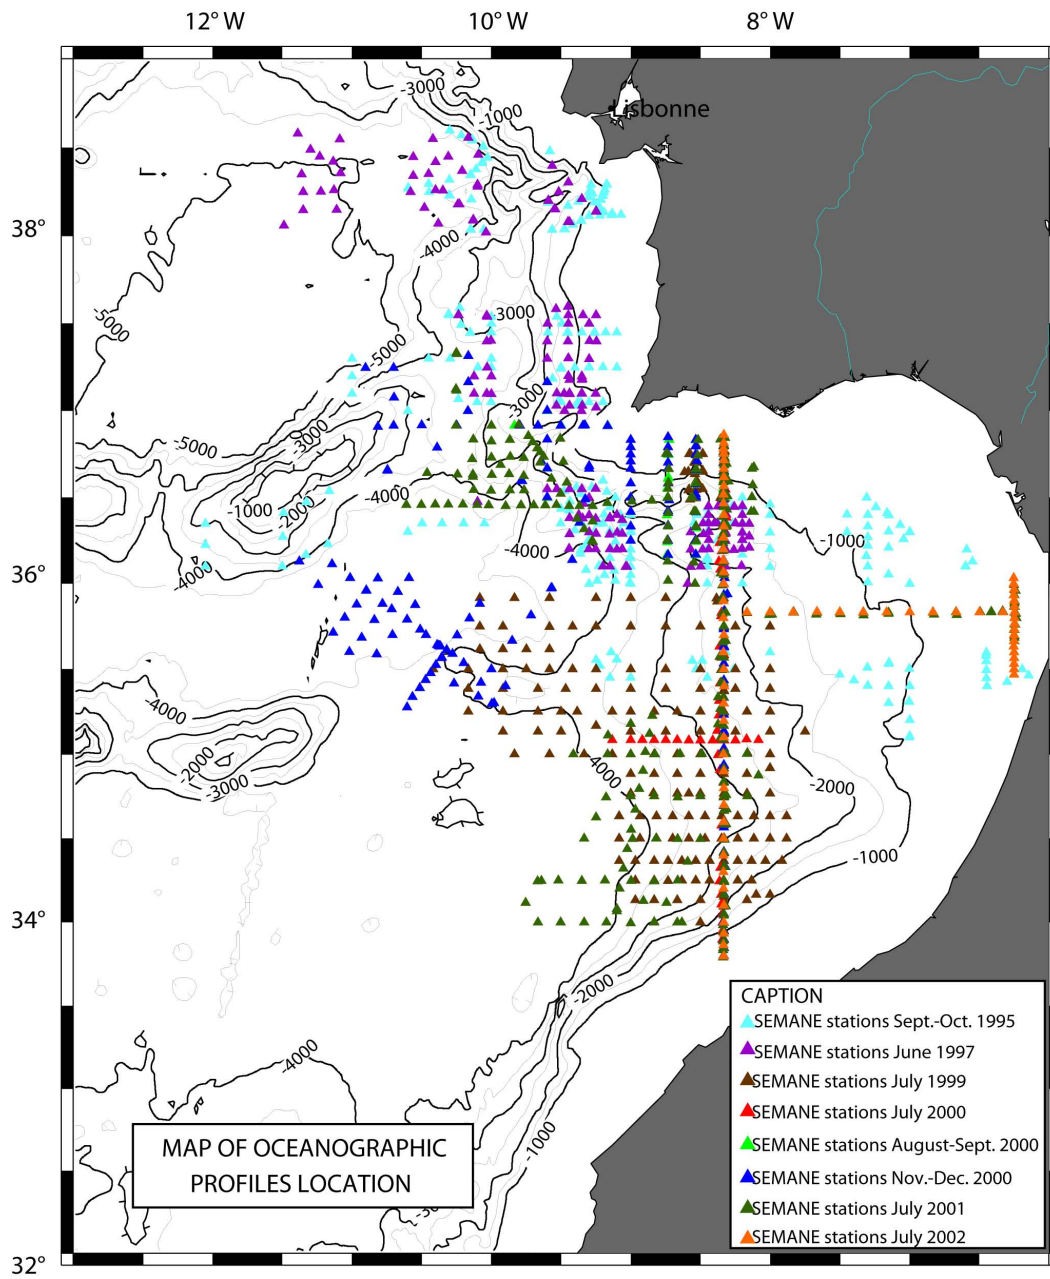 12° W 10° W 8° W
-3000
-1000
Lisbonne
38°
-4000
-5000
-3000
-5000
-3000
-5000
-3000
-4000
-1000
-2000
-4000
-1000
-4000
36°
-4000
-2000
-4000
-3000
-2000
-1000
34°
-2000
-4000
-1000
32°
MAP OF OCEANOGRAPHIC
PROFILES LOCATION
CAPTION
SEMANE stations Sept.-Oct. 1995
SEMANE stations June 1997
SEMANE stations July 1999
SEMANE stations July 2000
SEMANE stations August-Sept. 2000
SEMANE stations Nov.-Dec. 2000
SEMANE stations July 2001
SEMANE stations July 2002